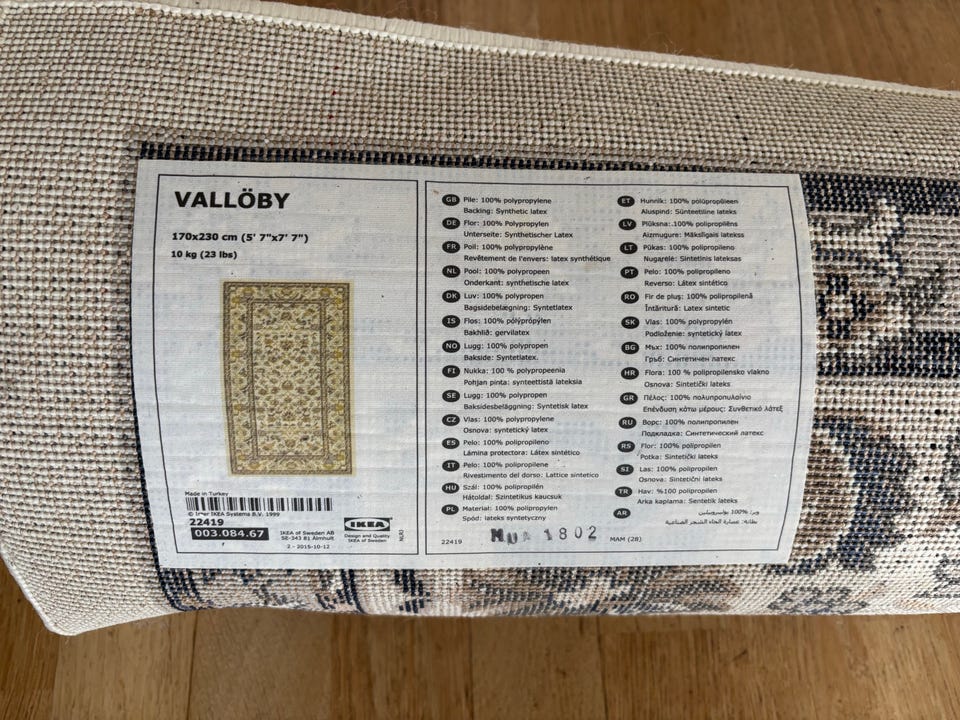 VALLÖBY
170x230 cm (5' 7"x7' 7")
10 kg (23 lbs)
Made in Turkey
© Inter IKEA Systems B.V. 1999
22419
003.084.67
IKEA of Sweden AB
SE-343 81 Älmhult
2 - 2015-10-12
IKEA
Design and Quality
IKEA of Sweden
GB Pile: 100% polypropylene
Backing: Synthetic latex
DE Flor: 100% Polypropylen
Unterseite: Synthetischer Latex
FR Poil: 100% polypropylène
Revêtement de l'envers: latex synthétique
NL Pool: 100% polypropeen
Onderkant: synthetische latex
DK Luv: 100% polypropen
Bagsidebelægning: Syntetlatex
IS Flos: 100% pólýprópýlen
Bakhlið: gervilatex
NO Lugg: 100% polypropen
Bakside: Syntetlatex.
FI Nukka: 100 % polypropeenia
Pohjan pinta: synteettistä lateksia
SE Lugg: 100% polypropen
Baksidesbeläggning: Syntetisk latex
CZ Vlas: 100% polypropylene
Osnova: syntetický latex
ES Pelo: 100% polipropileno
Lámina protectora: Látex sintético
IT Pelo: 100% polipropilene
Rivestimento del dorso: Lattice sintetico
HU Szál: 100% polipropilén
Hátoldal: Szintetikus kaucsuk
PL Materiał: 100% polipropylen
Spód: lateks syntetyczny
22419
ET Hunnik: 100% polüpropüleen
Aluspind: Sünteetiline lateks
LV Plūksna: 100% polipropilēns
Aizmugure: Mākslīgais latekss
LT Pūkas: 100% polipropileno
Nugarėlė: Sintetinis lateksas
PT Pelo: 100% polipropileno
Reverso: Látex sintético
RO Fir de pluş: 100% polipropilenă
Întăritură: Latex sintetic
SK Vlas: 100% polypropylén
Podloženie: syntetický latex
BG Мъх: 100% полипропилен
Гръб: Синтетичен латекс
HR Flora: 100 % polipropilensko vlakno
Osnova: Sintetički lateks
GR Πέλος: 100% πολυπροπυλαίνιο
Επένδυση κάτω μέρους: Συνθετικό λάτεξ
RU Ворс: 100% полипропилен
Подкладка: Синтетический латекс
RS Flor: 100% polipropilen
Potka: Sintetički lateks
SI Las: 100% polipropilen
Osnova: Sintetični lateks
TR Hav: %100 polipropilen
Arka kaplama: Sentetik lateks
AR وبر: 100% بوليبروبيلين
بطانة: عصارة لحاء الشجر الصناعية
1802
MAM (28)